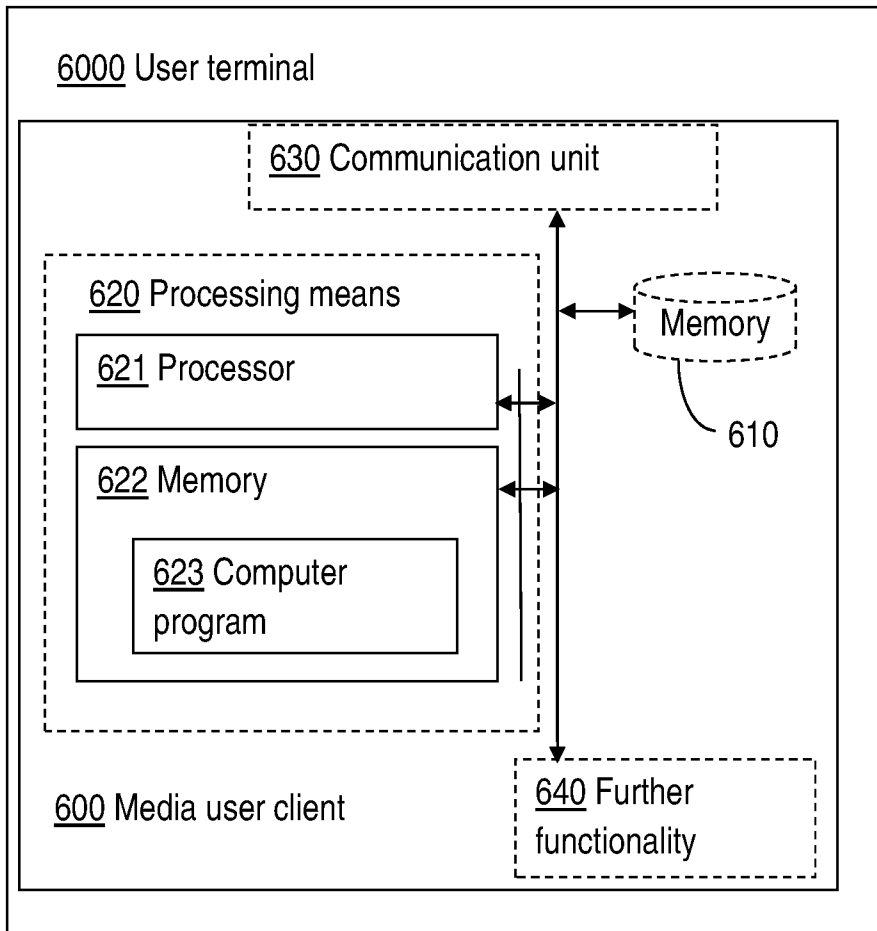 6000 User terminal
630 Communication unit
620 Processing means
Memory
621 Processor
610
622 Memory
623 Computer
program
600 Media user client
640 Further
functionality